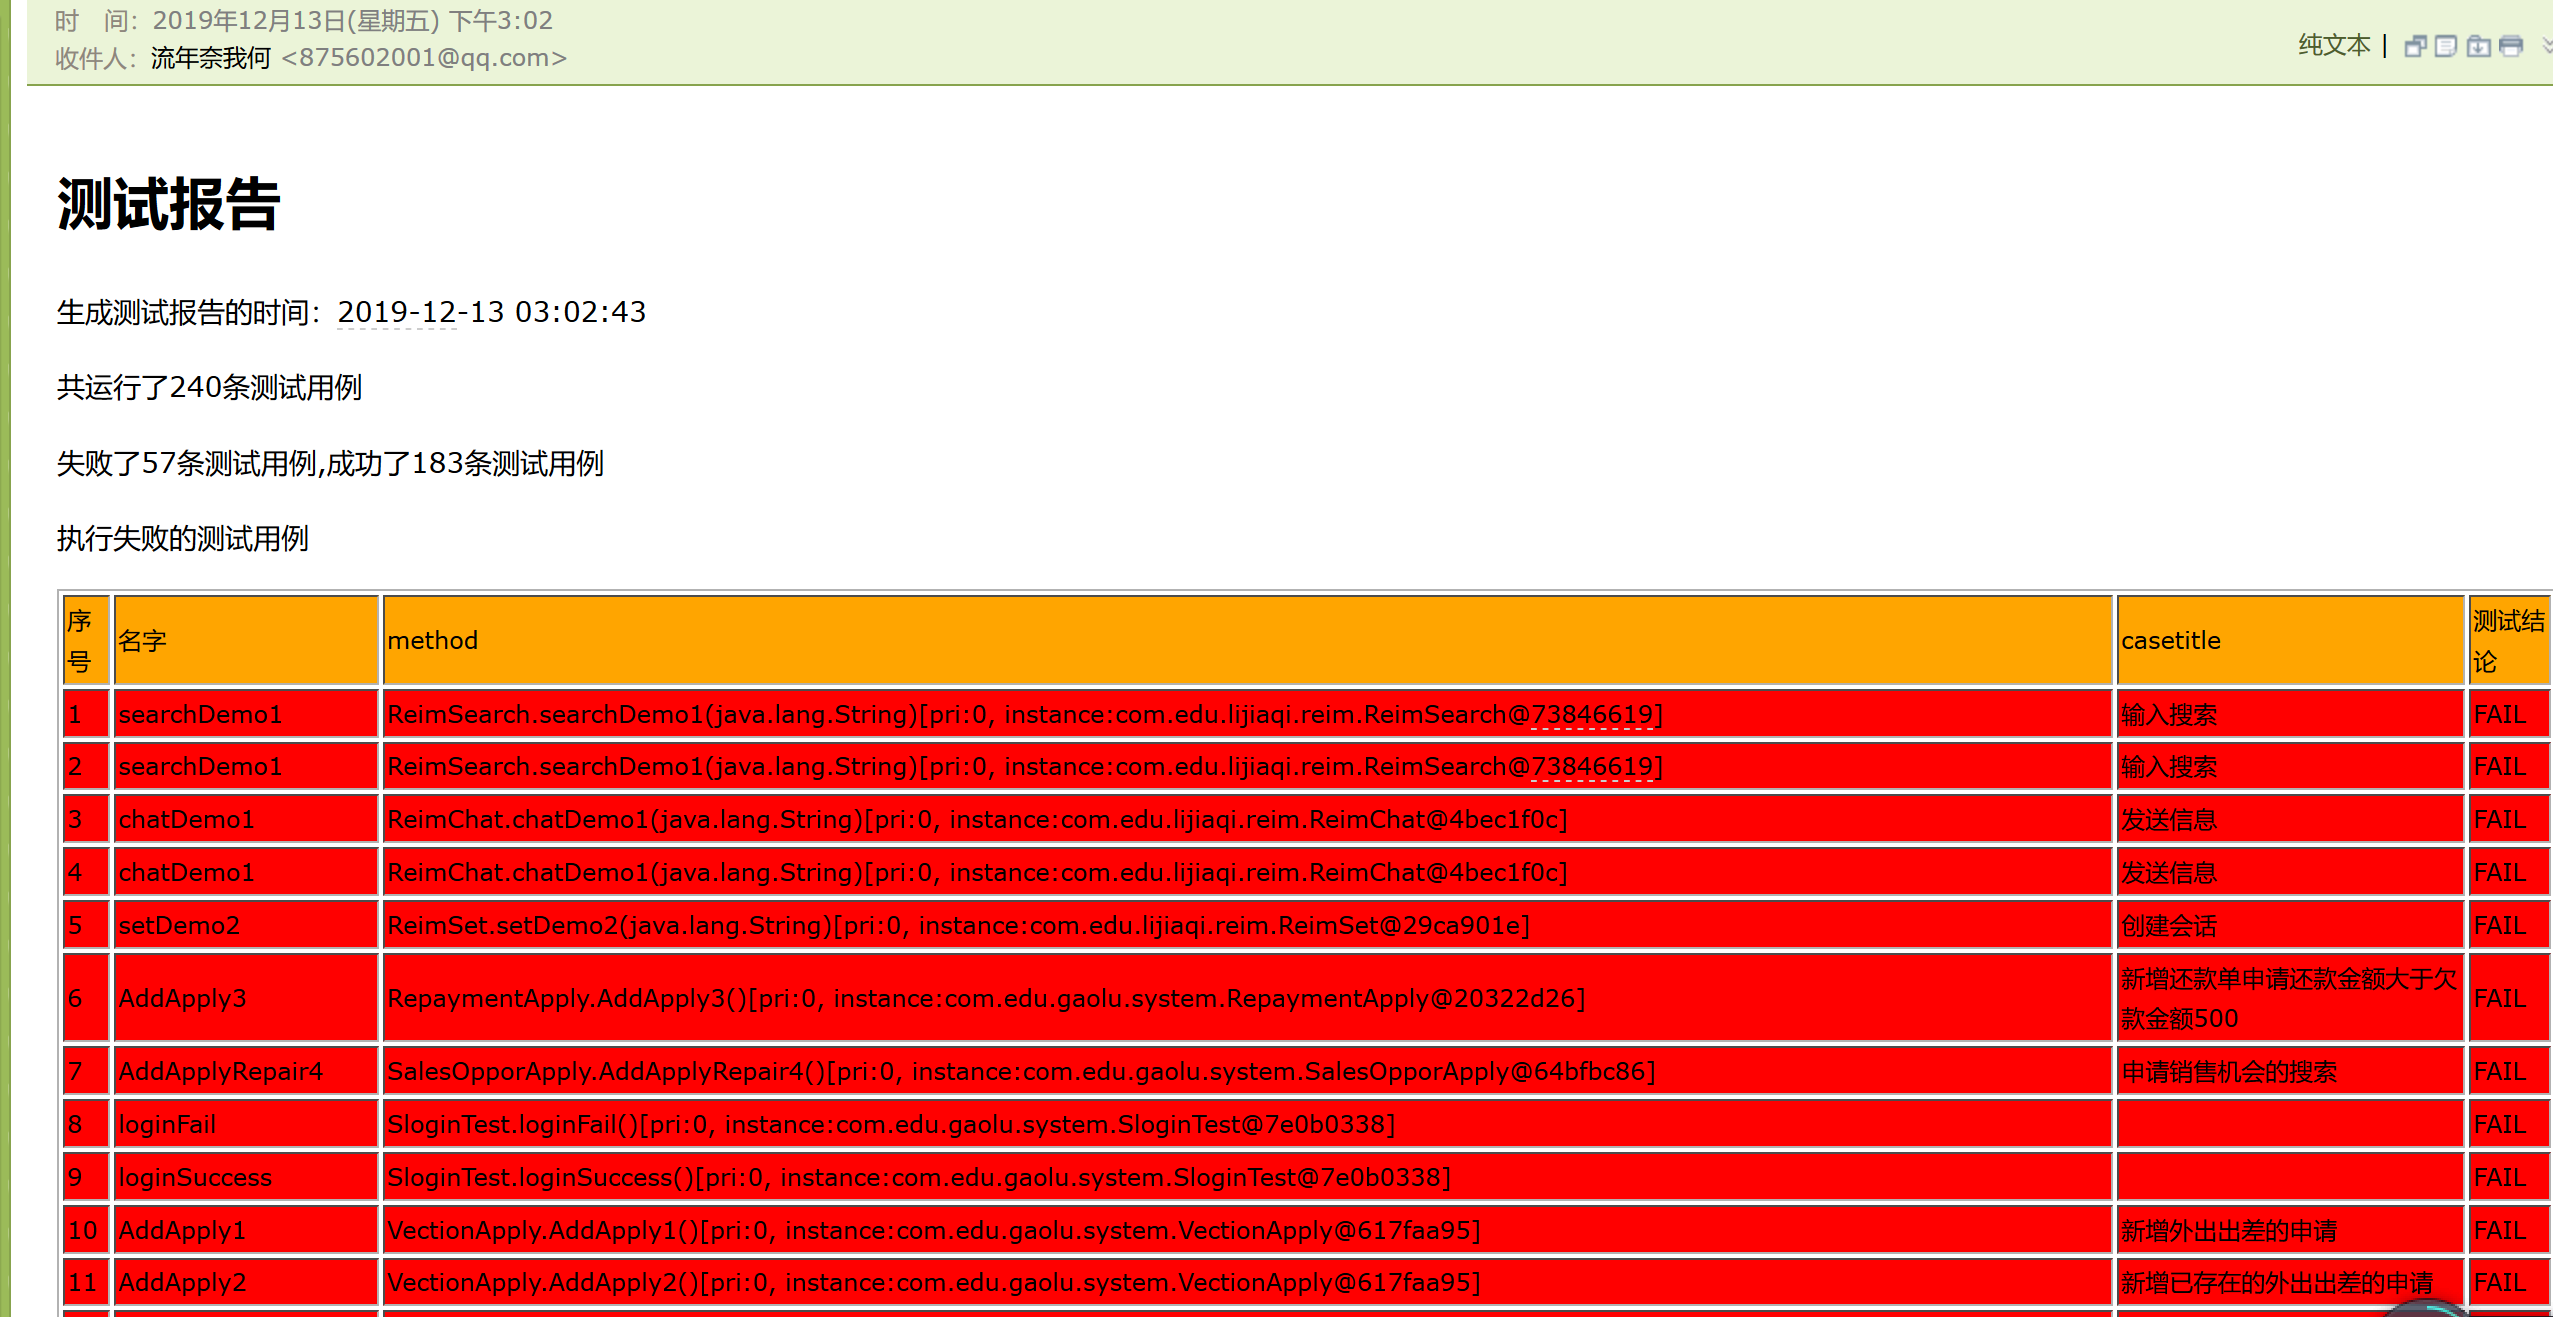 时 间：2019年12月13日(星期五) 下午3:02
收件人：流年奈我何 <875602001@qq.com>
纯文本 |
测试报告
生成测试报告的时间：2019-12-13 03:02:43
共运行了240条测试用例
失败了57条测试用例,成功了183条测试用例
执行失败的测试用例
序号 名字 method casetitle 测试结论
1 searchDemo1 ReimSearch.searchDemo1(java.lang.String)[pri:0, instance:com.edu.lijiaqi.reim.ReimSearch@73846619] 输入搜索 FAIL
2 searchDemo1 ReimSearch.searchDemo1(java.lang.String)[pri:0, instance:com.edu.lijiaqi.reim.ReimSearch@73846619] 输入搜索 FAIL
3 chatDemo1 ReimChat.chatDemo1(java.lang.String)[pri:0, instance:com.edu.lijiaqi.reim.ReimChat@4bec1f0c] 发送信息 FAIL
4 chatDemo1 ReimChat.chatDemo1(java.lang.String)[pri:0, instance:com.edu.lijiaqi.reim.ReimChat@4bec1f0c] 发送信息 FAIL
5 setDemo2 ReimSet.setDemo2(java.lang.String)[pri:0, instance:com.edu.lijiaqi.reim.ReimSet@29ca901e] 创建会话 FAIL
6 AddApply3 RepaymentApply.AddApply3()[pri:0, instance:com.edu.gaolu.system.RepaymentApply@20322d26] 新增还款单申请还款金额大于欠款金额500 FAIL
7 AddApplyRepair4 SalesOpporApply.AddApplyRepair4()[pri:0, instance:com.edu.gaolu.system.SalesOpporApply@64bfbc86] 申请销售机会的搜索 FAIL
8 loginFail SloginTest.loginFail()[pri:0, instance:com.edu.gaolu.system.SloginTest@7e0b0338] FAIL
9 loginSuccess SloginTest.loginSuccess()[pri:0, instance:com.edu.gaolu.system.SloginTest@7e0b0338] FAIL
10 AddApply1 VectionApply.AddApply1()[pri:0, instance:com.edu.gaolu.system.VectionApply@617faa95] 新增外出出差的申请 FAIL
11 AddApply2 VectionApply.AddApply2()[pri:0, instance:com.edu.gaolu.system.VectionApply@617faa95] 新增已存在的外出出差的申请 FAIL